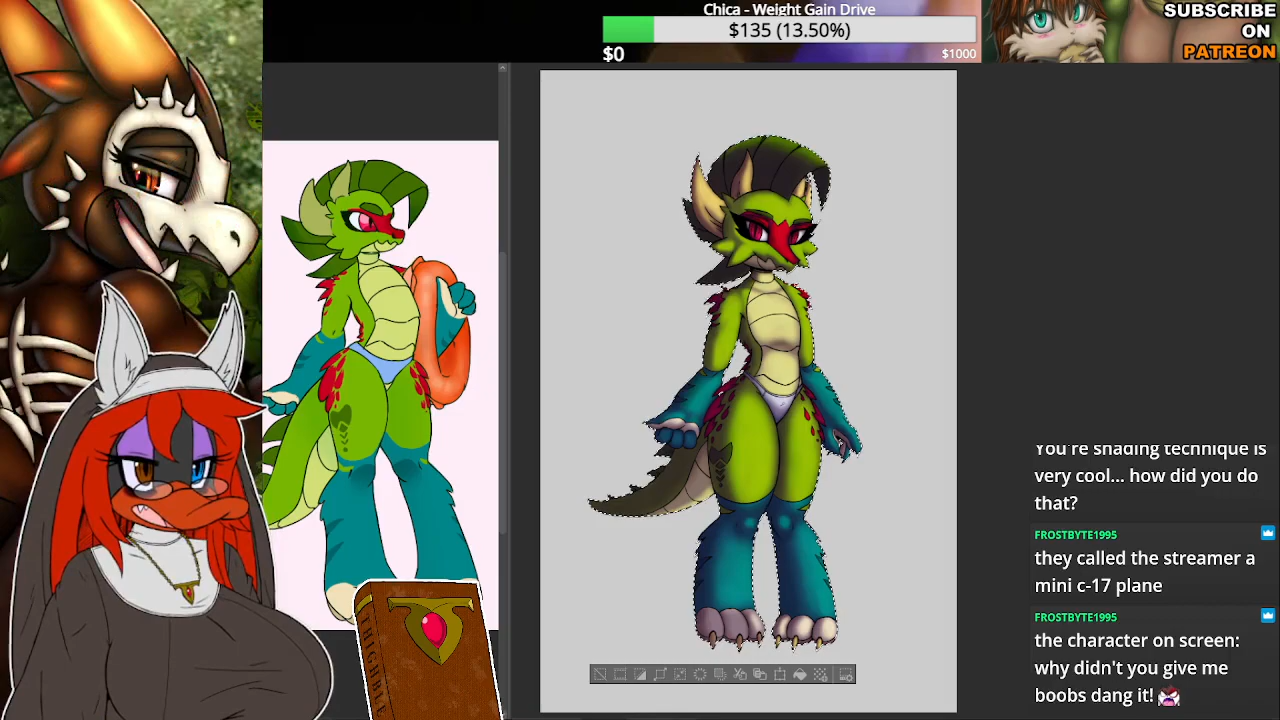 Chica - Weight Gain Drive
$135 (13.50%)
$0
$1000
SUBSCRIBE
ON
PATREON
You're shading technique is
very cool... how did you do
that?
FROSTBYTE1995
they called the streamer a
mini c-17 plane
FROSTBYTE1995
the character on screen:
why didn't you give me
boobs dang it!
THIGHBLE